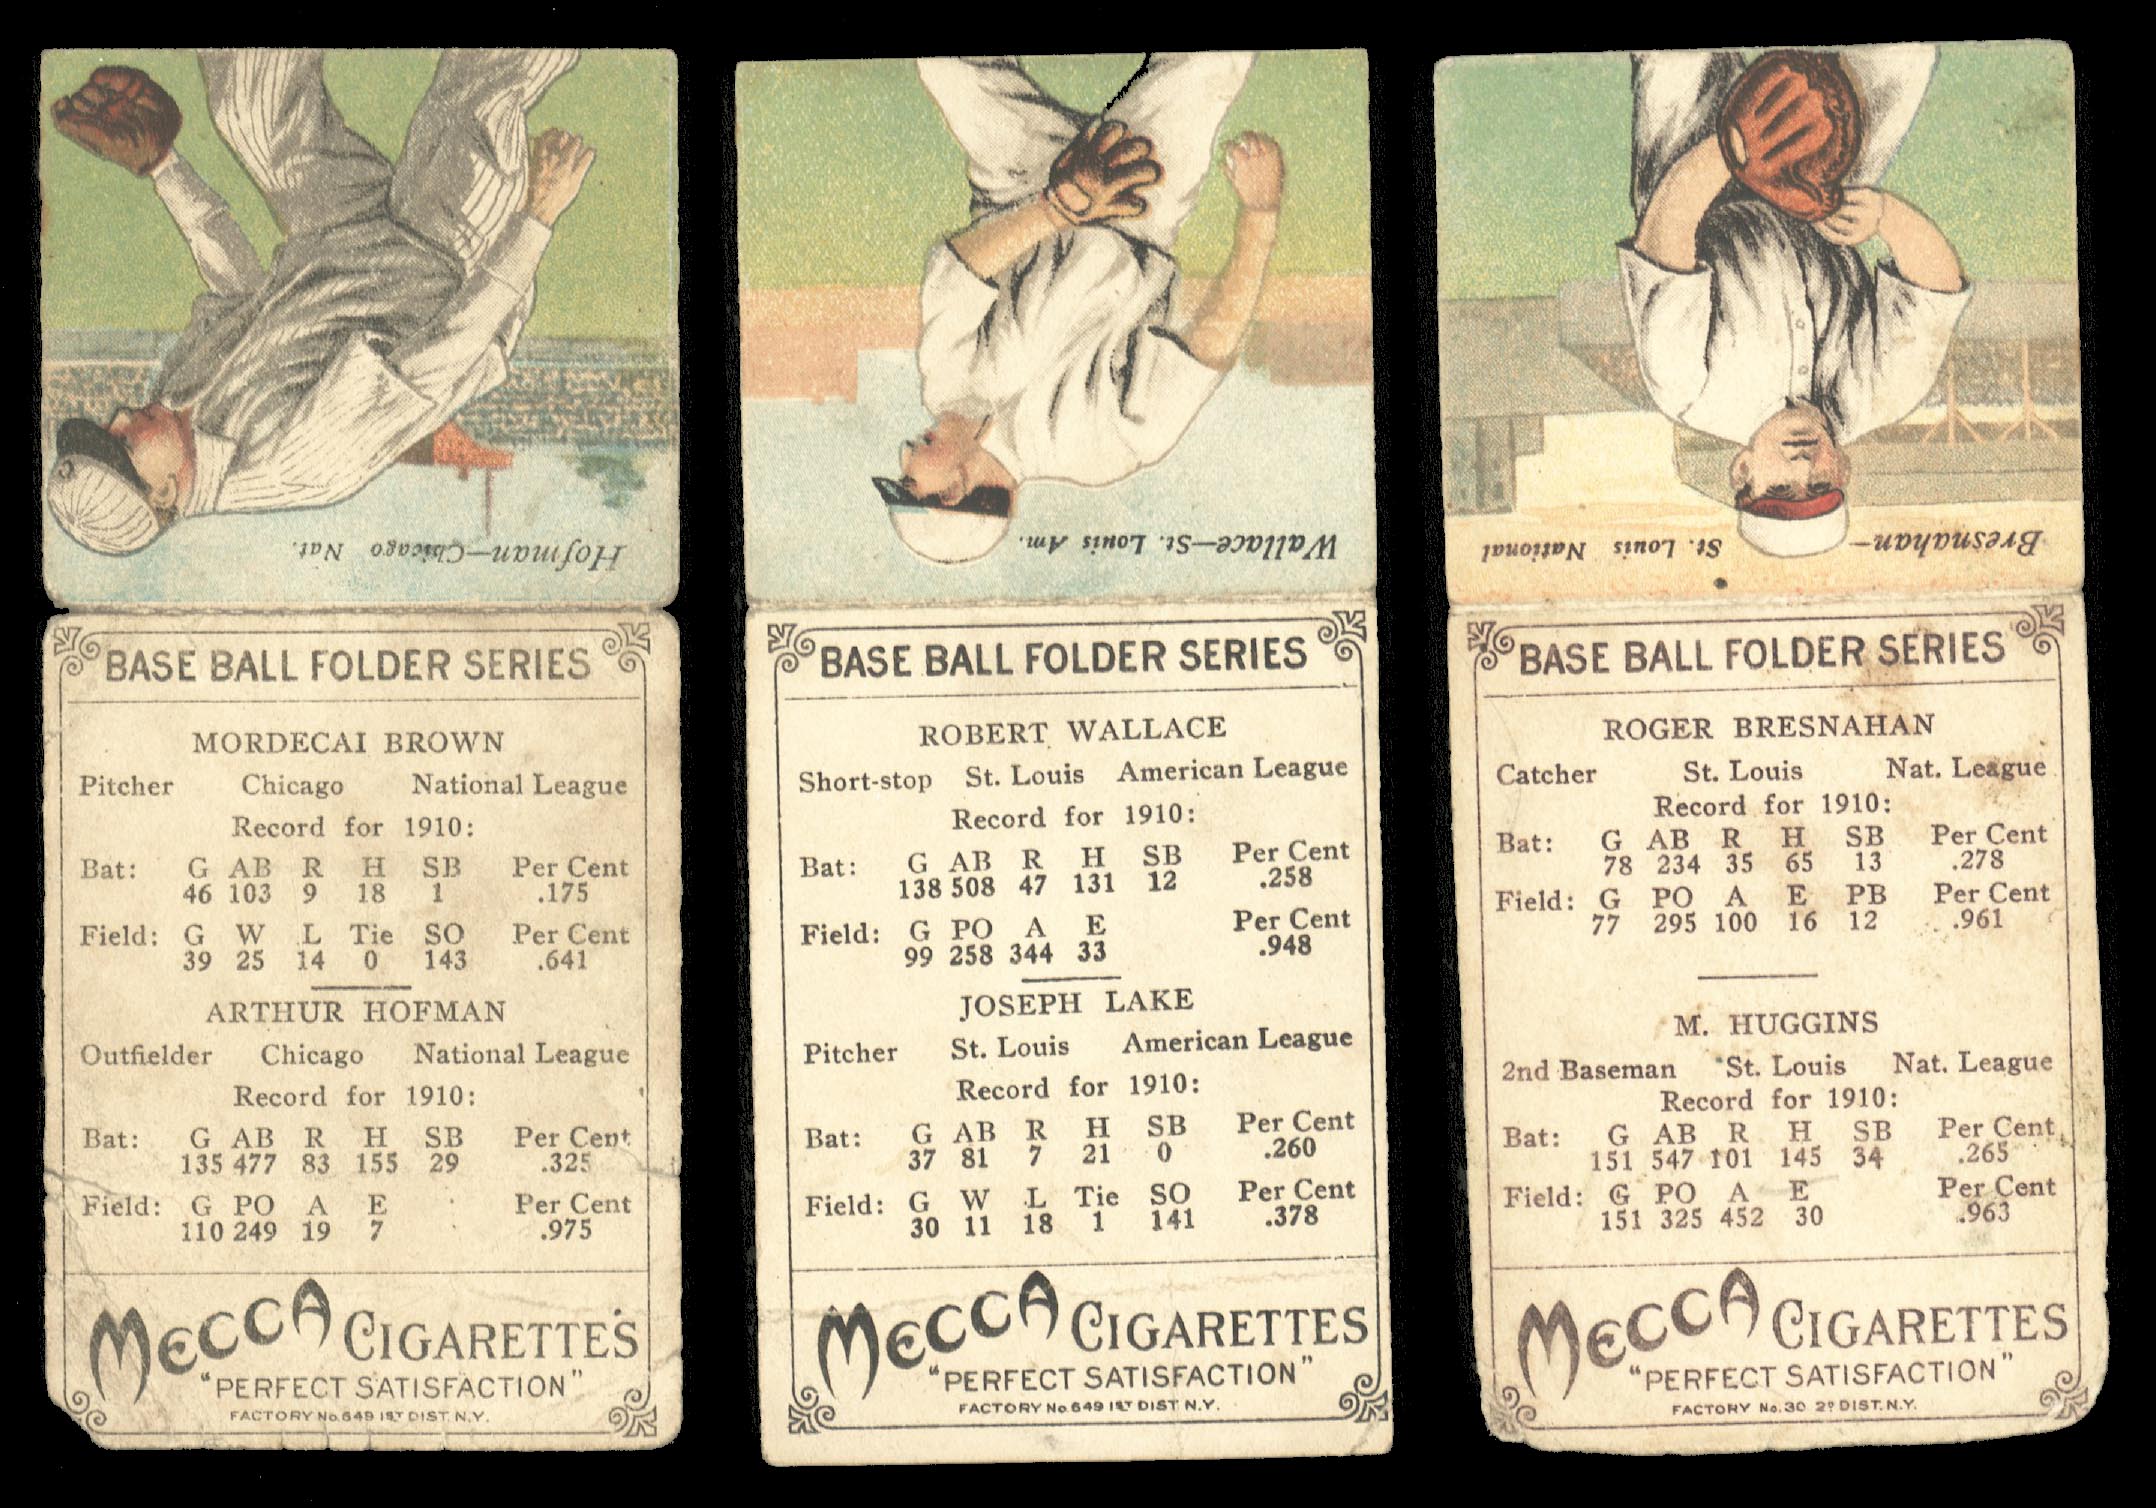 Hofman—Chicago Nat.
BASE BALL FOLDER SERIES
MORDECAI BROWN
Pitcher Chicago National League
Record for 1910:
Bat: G AB R H SB Per Cent
46 103 9 18 1 .175
Field: G W L Tie SO Per Cent
39 25 14 0 143 .641
ARTHUR HOFMAN
Outfielder Chicago National League
Record for 1910:
Bat: G AB R H SB Per Cent
135 477 83 155 29 .325
Field: G PO A E Per Cent
110 249 19 7 .975
MECCA CIGARETTES
"PERFECT SATISFACTION"
FACTORY No. 649 1ST DIST. N.Y.
Wallace—St. Louis Am.
BASE BALL FOLDER SERIES
ROBERT WALLACE
Short-stop St. Louis American League
Record for 1910:
Bat: G AB R H SB Per Cent
138 508 47 131 12 .258
Field: G PO A E Per Cent
99 258 344 33 .948
JOSEPH LAKE
Pitcher St. Louis American League
Record for 1910:
Bat: G AB R H SB Per Cent
37 81 7 21 0 .260
Field: G W L Tie SO Per Cent
30 11 18 1 141 .378
MECCA CIGARETTES
"PERFECT SATISFACTION"
FACTORY No. 649 1ST DIST. N.Y.
Bresnahan— St. Louis National
BASE BALL FOLDER SERIES
ROGER BRESNAHAN
Catcher St. Louis Nat. League
Record for 1910:
Bat: G AB R H SB Per Cent
78 234 35 65 13 .278
Field: G PO A E PB Per Cent
77 295 100 16 12 .961
M. HUGGINS
2nd Baseman St. Louis Nat. League
Record for 1910:
Bat: G AB R H SB Per Cent
151 547 101 145 34 .265
Field: G PO A E Per Cent
151 325 452 30 .963
MECCA CIGARETTES
"PERFECT SATISFACTION"
FACTORY No. 30 2D DIST. N.Y.